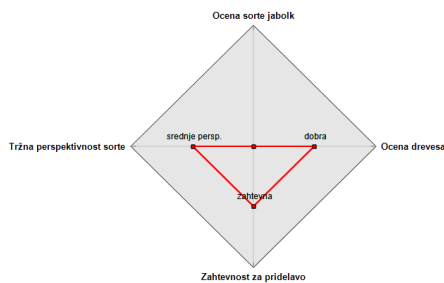 Ocena sorte jabolk
srednje persp.
dobra
Tržna perspektivnost sorte
Ocena drevesa
zahtevna
Zahtevnost za pridelavo